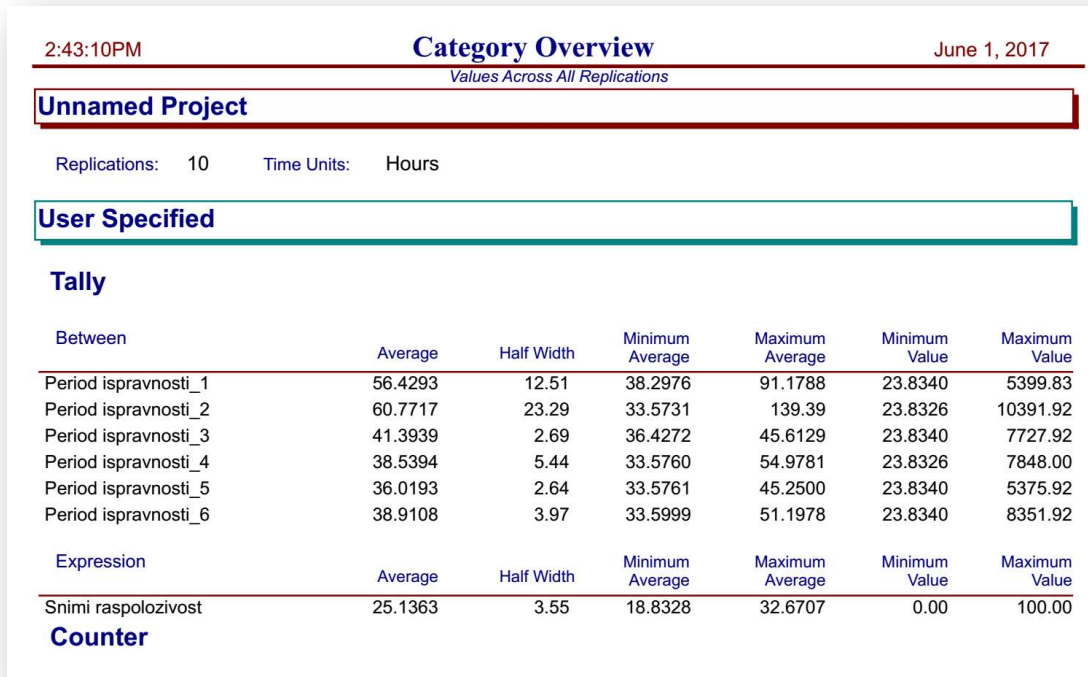 2:43:10PM Category Overview June 1, 2017
Values Across All Replications
Unnamed Project
Replications: 10 Time Units: Hours
User Specified
Tally
Between Average Half Width Minimum Average Maximum Average Minimum Value Maximum Value
Period ispravnosti_1 56.4293 12.51 38.2976 91.1788 23.8340 5399.83
Period ispravnosti_2 60.7717 23.29 33.5731 139.39 23.8326 10391.92
Period ispravnosti_3 41.3939 2.69 36.4272 45.6129 23.8340 7727.92
Period ispravnosti_4 38.5394 5.44 33.5760 54.9781 23.8326 7848.00
Period ispravnosti_5 36.0193 2.64 33.5761 45.2500 23.8340 5375.92
Period ispravnosti_6 38.9108 3.97 33.5999 51.1978 23.8340 8351.92
Expression Average Half Width Minimum Average Maximum Average Minimum Value Maximum Value
Snimi raspolozivost 25.1363 3.55 18.8328 32.6707 0.00 100.00
Counter